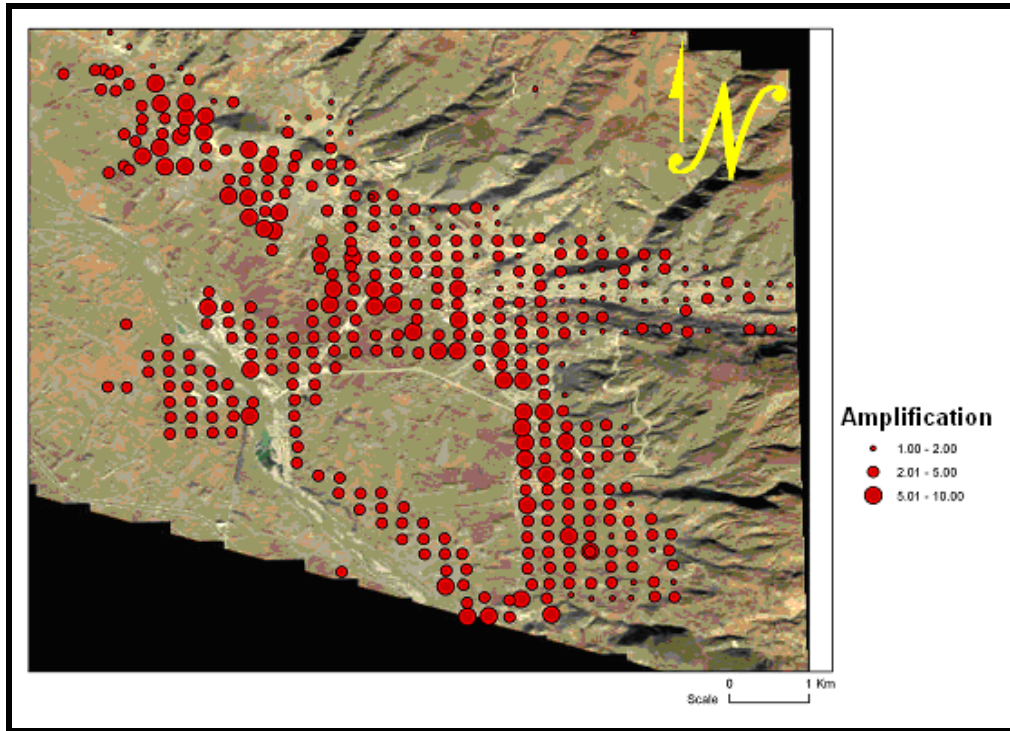 N
Amplification
1.00 - 2.00
2.01 - 5.00
5.01 - 10.00
0 1 Km
Scale